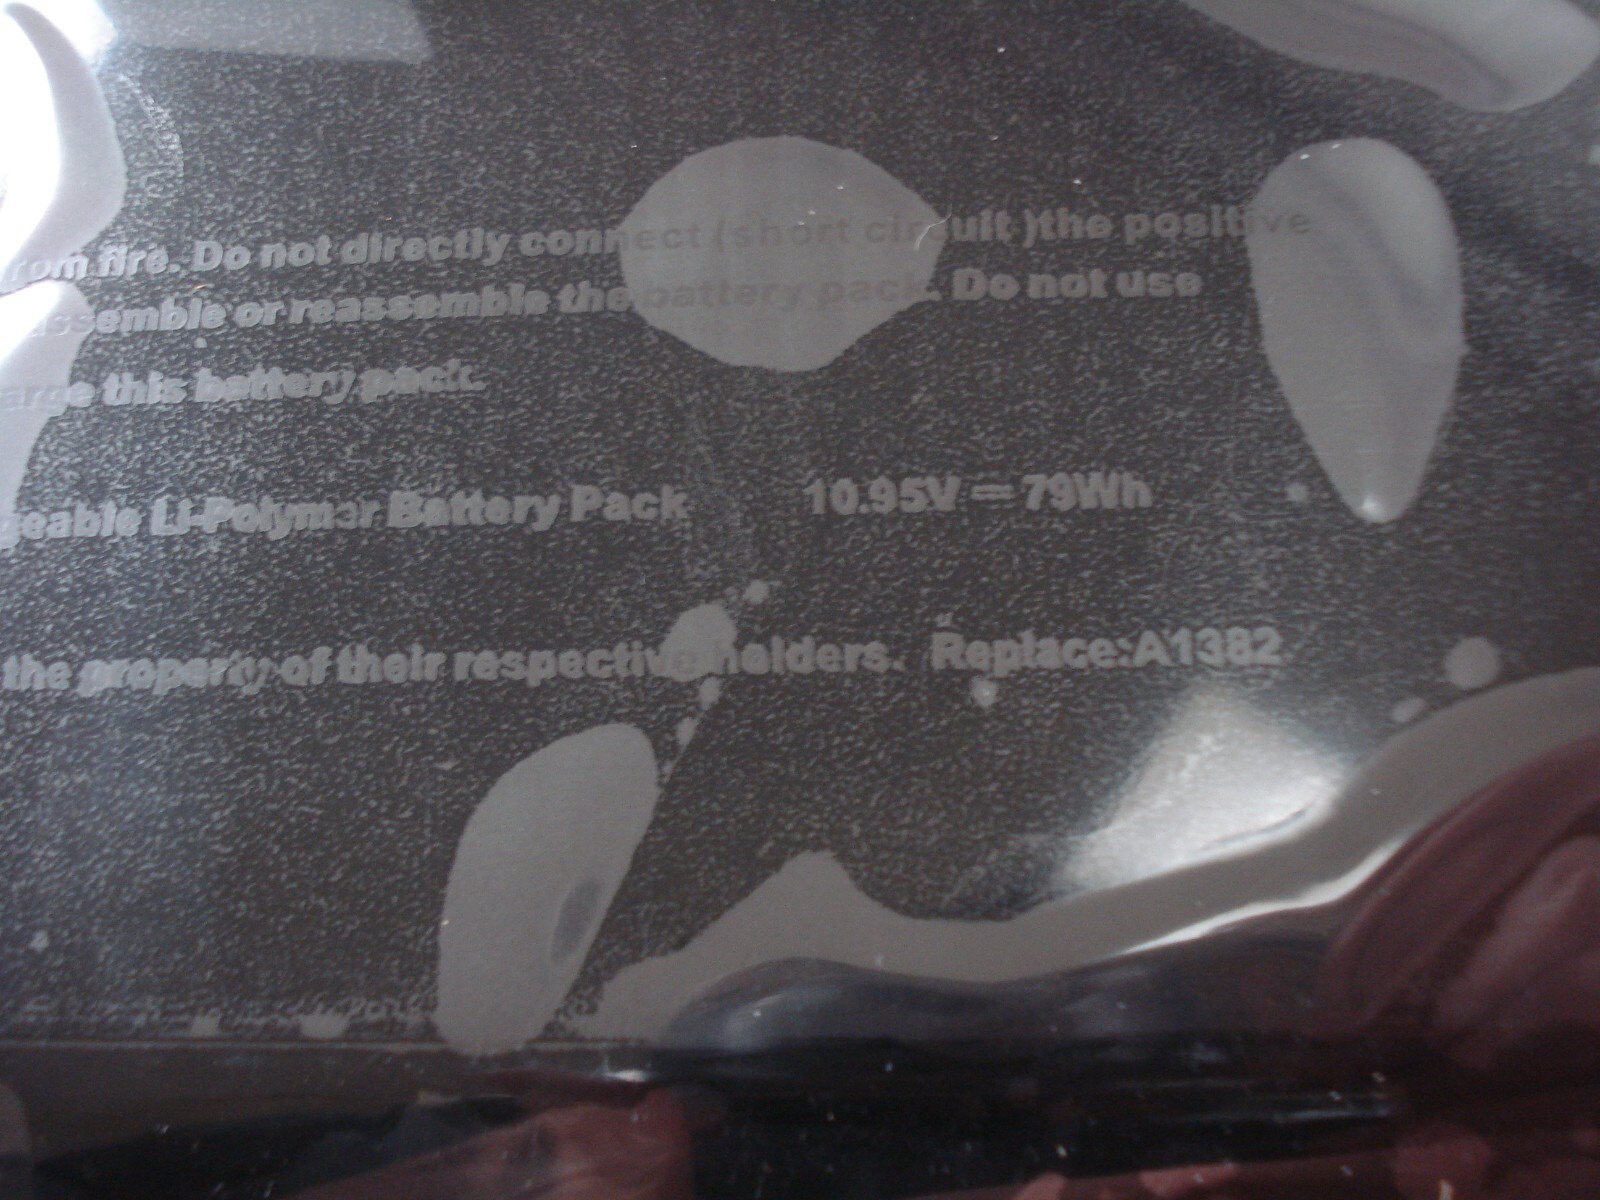 rom fire. Do not directly connect (short circuit )the positive
assemble or reassemble the battery pack. Do not use
arge this battery pack.
geable Li-Polymer Battery Pack 10.95V ⎓ 79Wh
the property of their respective holders. Replace:A1382